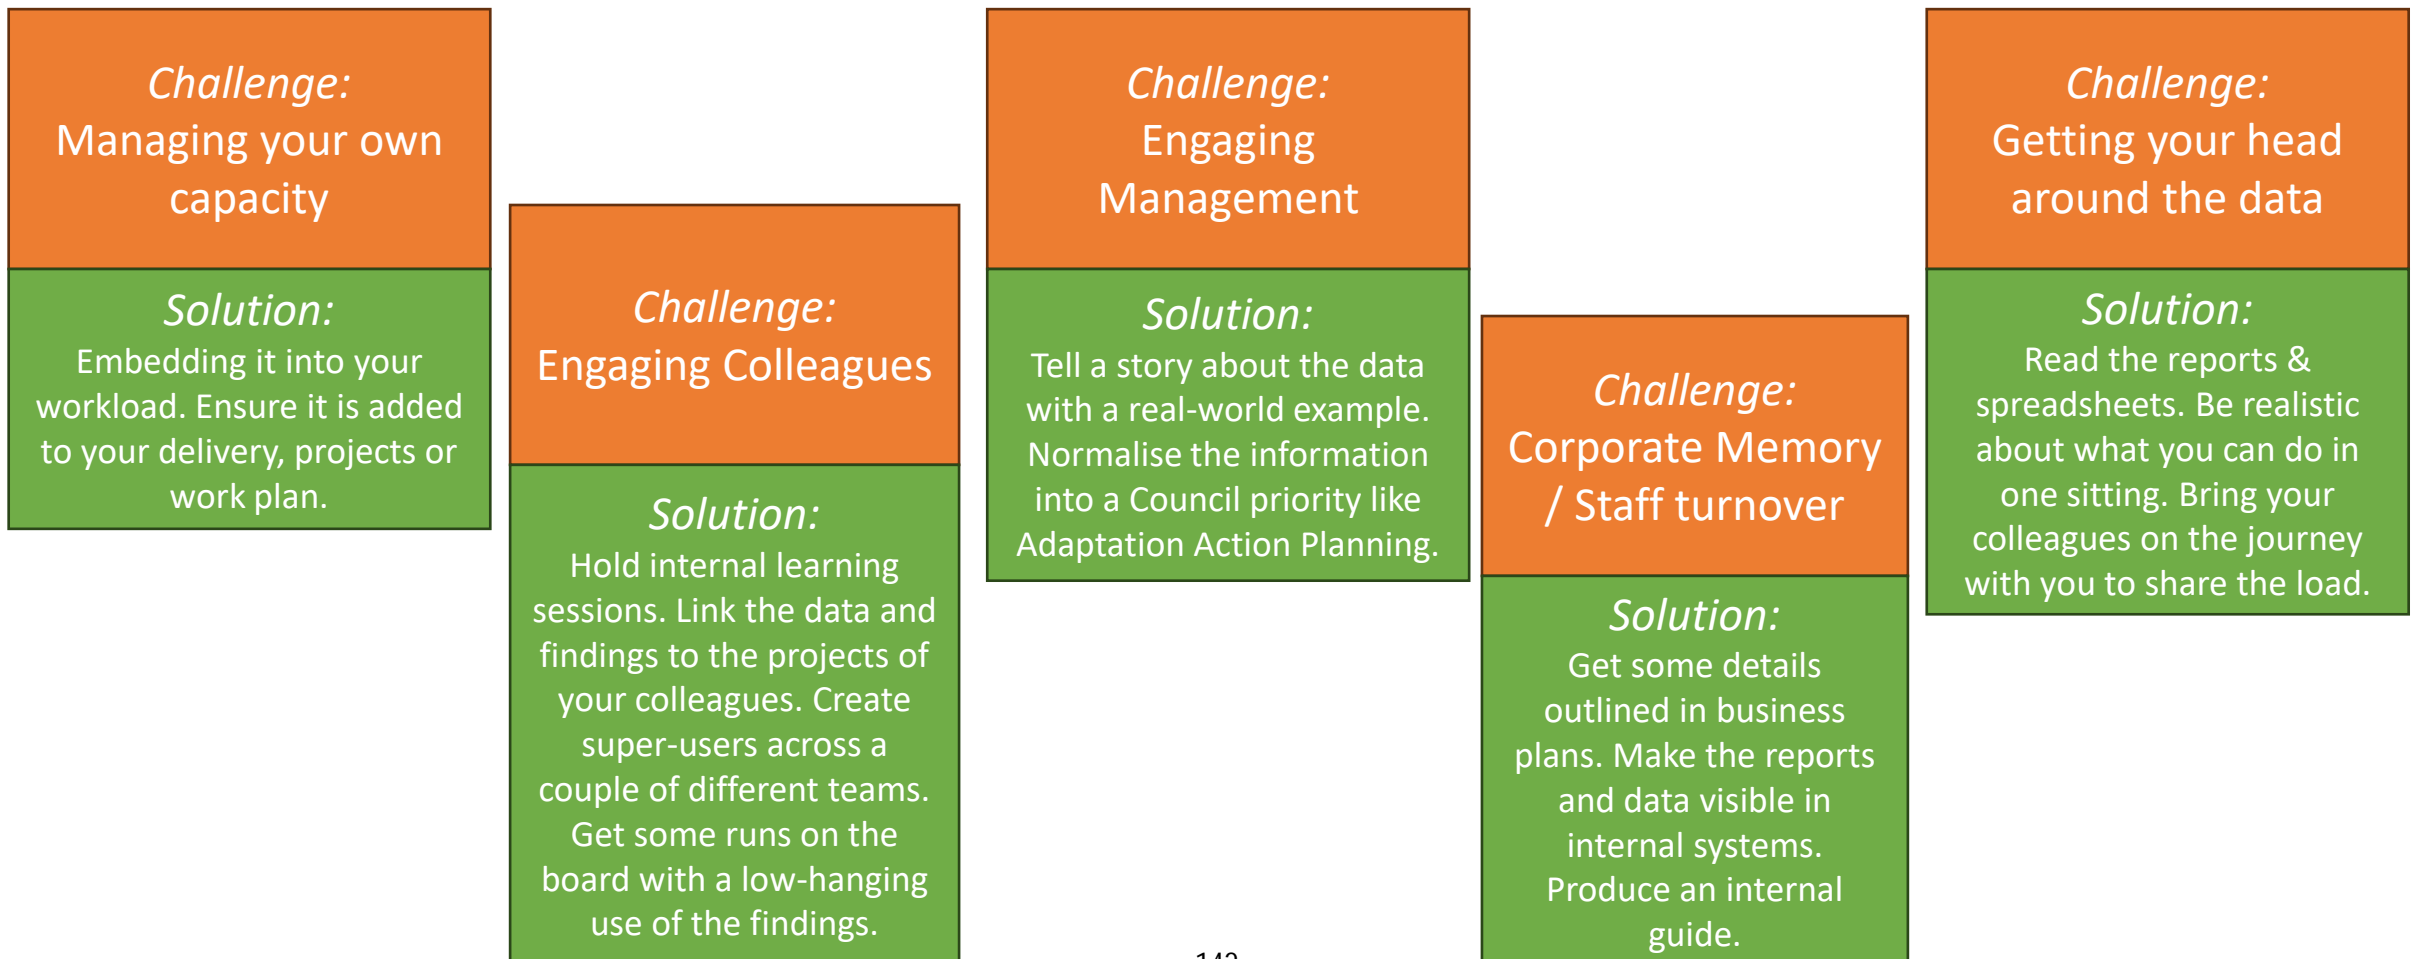 Challenge:
Managing your own
capacity
Solution:
Embedding it into your
workload. Ensure it is added
to your delivery, projects or
work plan.
Challenge:
Engaging Colleagues
Solution:
Hold internal learning
sessions. Link the data and
findings to the projects of
your colleagues. Create
super-users across a
couple of different teams.
Get some runs on the
board with a low-hanging
use of the findings.
Challenge:
Engaging
Management
Solution:
Tell a story about the data
with a real-world example.
Normalise the information
into a Council priority like
Adaptation Action Planning.
Challenge:
Corporate Memory
/ Staff turnover
Solution:
Get some details
outlined in business
plans. Make the reports
and data visible in
internal systems.
Produce an internal
guide.
Challenge:
Getting your head
around the data
Solution:
Read the reports &
spreadsheets. Be realistic
about what you can do in
one sitting. Bring your
colleagues on the journey
with you to share the load.